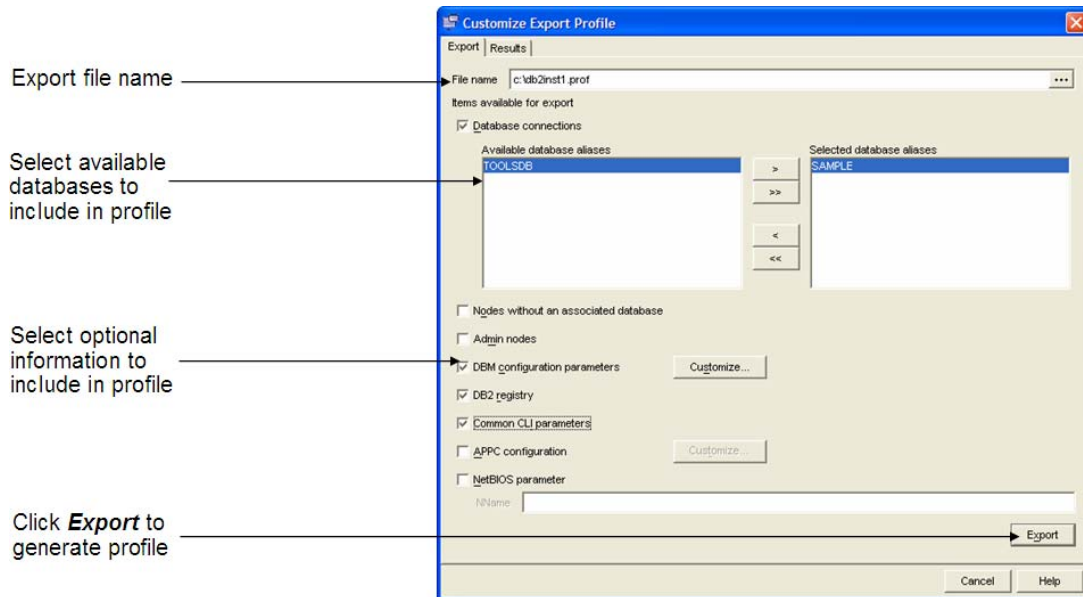 Customize Export Profile
Export Results
Export file name
File name c:\db2inst1.prof ...
Items available for export
Database connections
Available database aliases Selected database aliases
Select available
databases to
include in profile
TOOLSDB > SAMPLE
>>
<
<<
Nodes without an associated database
Select optional
information to
include in profile
Admin nodes
DBM configuration parameters Customize...
DB2 registry
Common CLI parameters
APPC configuration Customize...
NetBIOS parameter
NName
Click Export to
generate profile
Export
Cancel Help